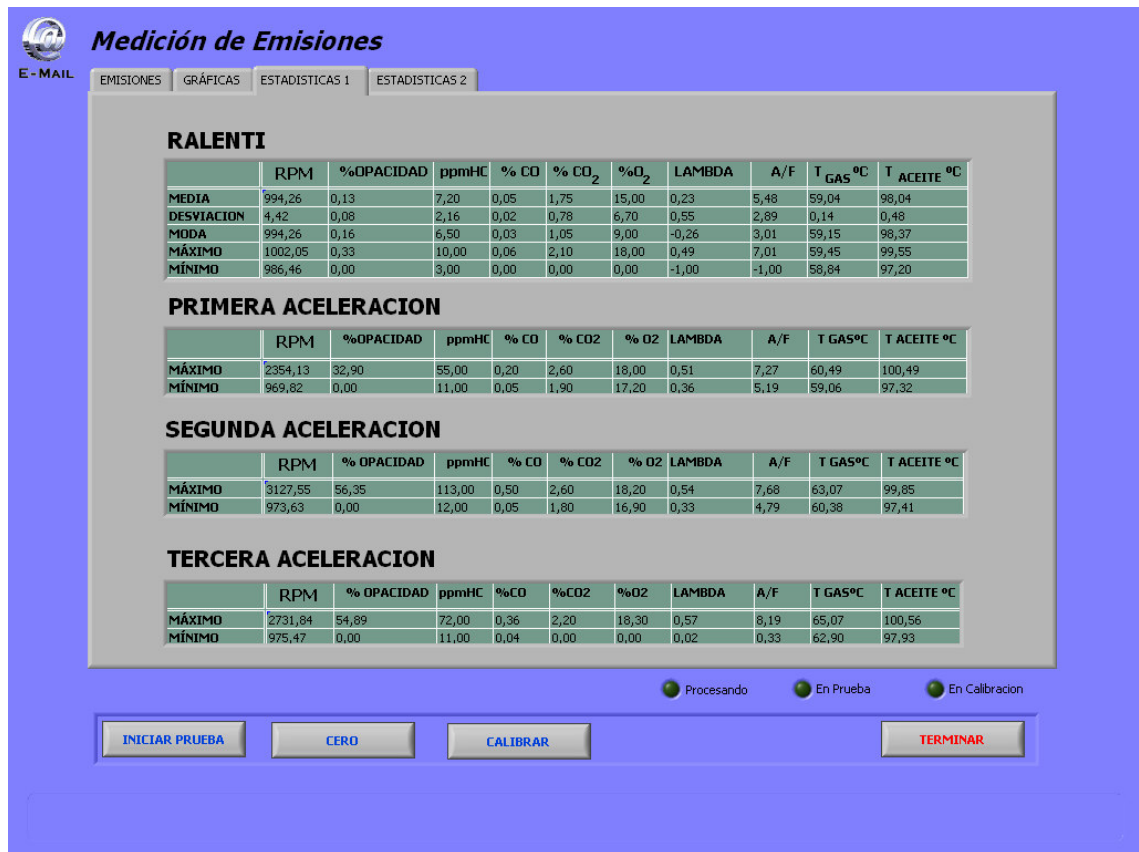 Medición de Emisiones
E-MAIL
EMISIONES GRÁFICAS ESTADISTICAS 1 ESTADISTICAS 2
RALENTI
RPM %OPACIDAD ppmHC % CO % CO2 %O2 LAMBDA A/F T GAS ºC T ACEITE ºC
MEDIA 994,26 0,13 7,20 0,05 1,75 15,00 0,23 5,48 59,04 98,04
DESVIACION 4,42 0,08 2,16 0,02 0,78 6,70 0,55 2,89 0,14 0,48
MODA 994,26 0,16 6,50 0,03 1,05 9,00 -0,26 3,01 59,15 98,37
MÁXIMO 1002,05 0,33 10,00 0,06 2,10 18,00 0,49 7,01 59,45 99,55
MÍNIMO 986,46 0,00 3,00 0,00 0,00 0,00 -1,00 -1,00 58,84 97,20
PRIMERA ACELERACION
RPM %OPACIDAD ppmHC % CO % CO2 % O2 LAMBDA A/F T GASºC T ACEITE ºC
MÁXIMO 2354,13 32,90 55,00 0,20 2,60 18,00 0,51 7,27 60,49 100,49
MÍNIMO 969,82 0,00 11,00 0,05 1,90 17,20 0,36 5,19 59,06 97,32
SEGUNDA ACELERACION
RPM % OPACIDAD ppmHC % CO % CO2 % O2 LAMBDA A/F T GASºC T ACEITE ºC
MÁXIMO 3127,55 56,35 113,00 0,50 2,60 18,20 0,54 7,68 63,07 99,85
MÍNIMO 973,63 0,00 12,00 0,05 1,80 16,90 0,33 4,79 60,38 97,41
TERCERA ACELERACION
RPM % OPACIDAD ppmHC %CO %CO2 %O2 LAMBDA A/F T GASºC T ACEITE ºC
MÁXIMO 2731,84 54,89 72,00 0,36 2,20 18,30 0,57 8,19 65,07 100,56
MÍNIMO 975,47 0,00 11,00 0,04 0,00 0,00 0,02 0,33 62,90 97,93
Procesando En Prueba En Calibracion
INICIAR PRUEBA CERO CALIBRAR TERMINAR